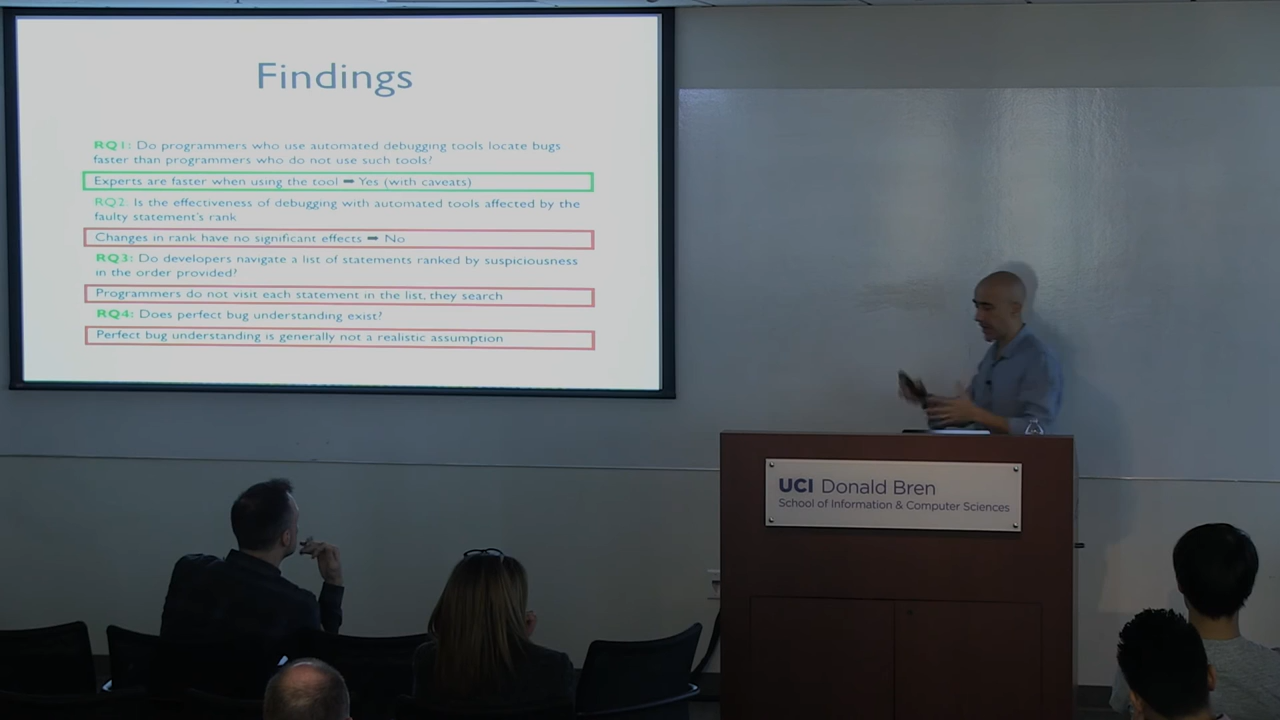 Findings
RQ1: Do programmers who use automated debugging tools locate bugs
faster than programmers who do not use such tools?
Experts are faster when using the tool ➡ Yes (with caveats)
RQ2: Is the effectiveness of debugging with automated tools affected by the
faulty statement's rank
Changes in rank have no significant effects ➡ No
RQ3: Do developers navigate a list of statements ranked by suspiciousness
in the order provided?
Programmers do not visit each statement in the list, they search
RQ4: Does perfect bug understanding exist?
Perfect bug understanding is generally not a realistic assumption
UCI Donald Bren
School of Information & Computer Sciences